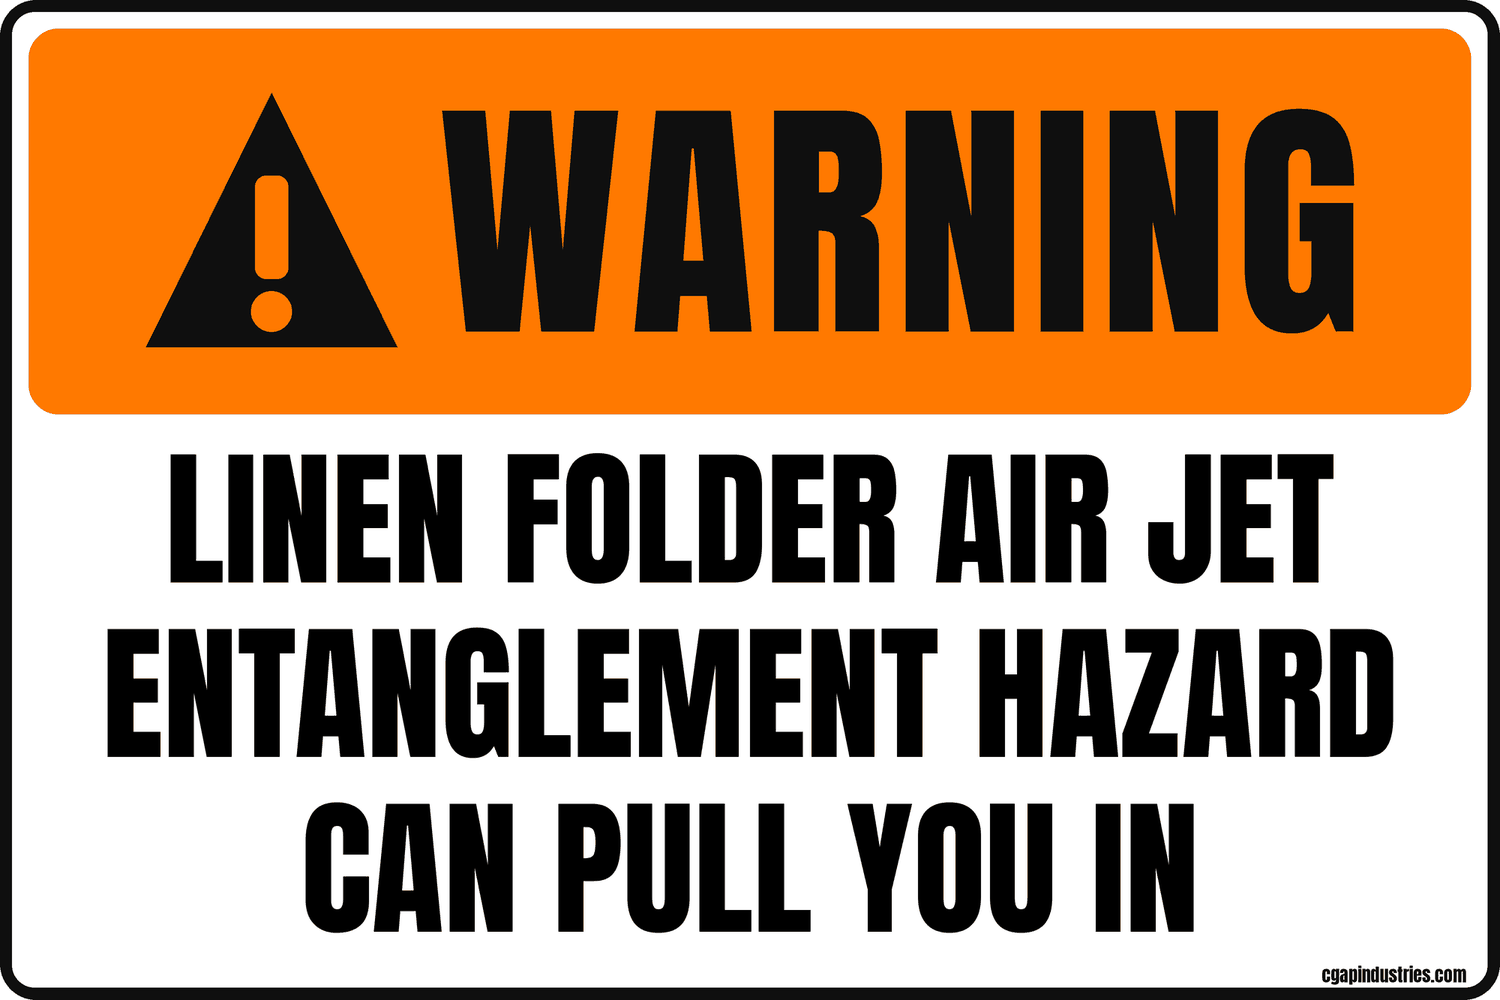 WARNING
LINEN FOLDER AIR JET
ENTANGLEMENT HAZARD
CAN PULL YOU IN
cgapindustries.com